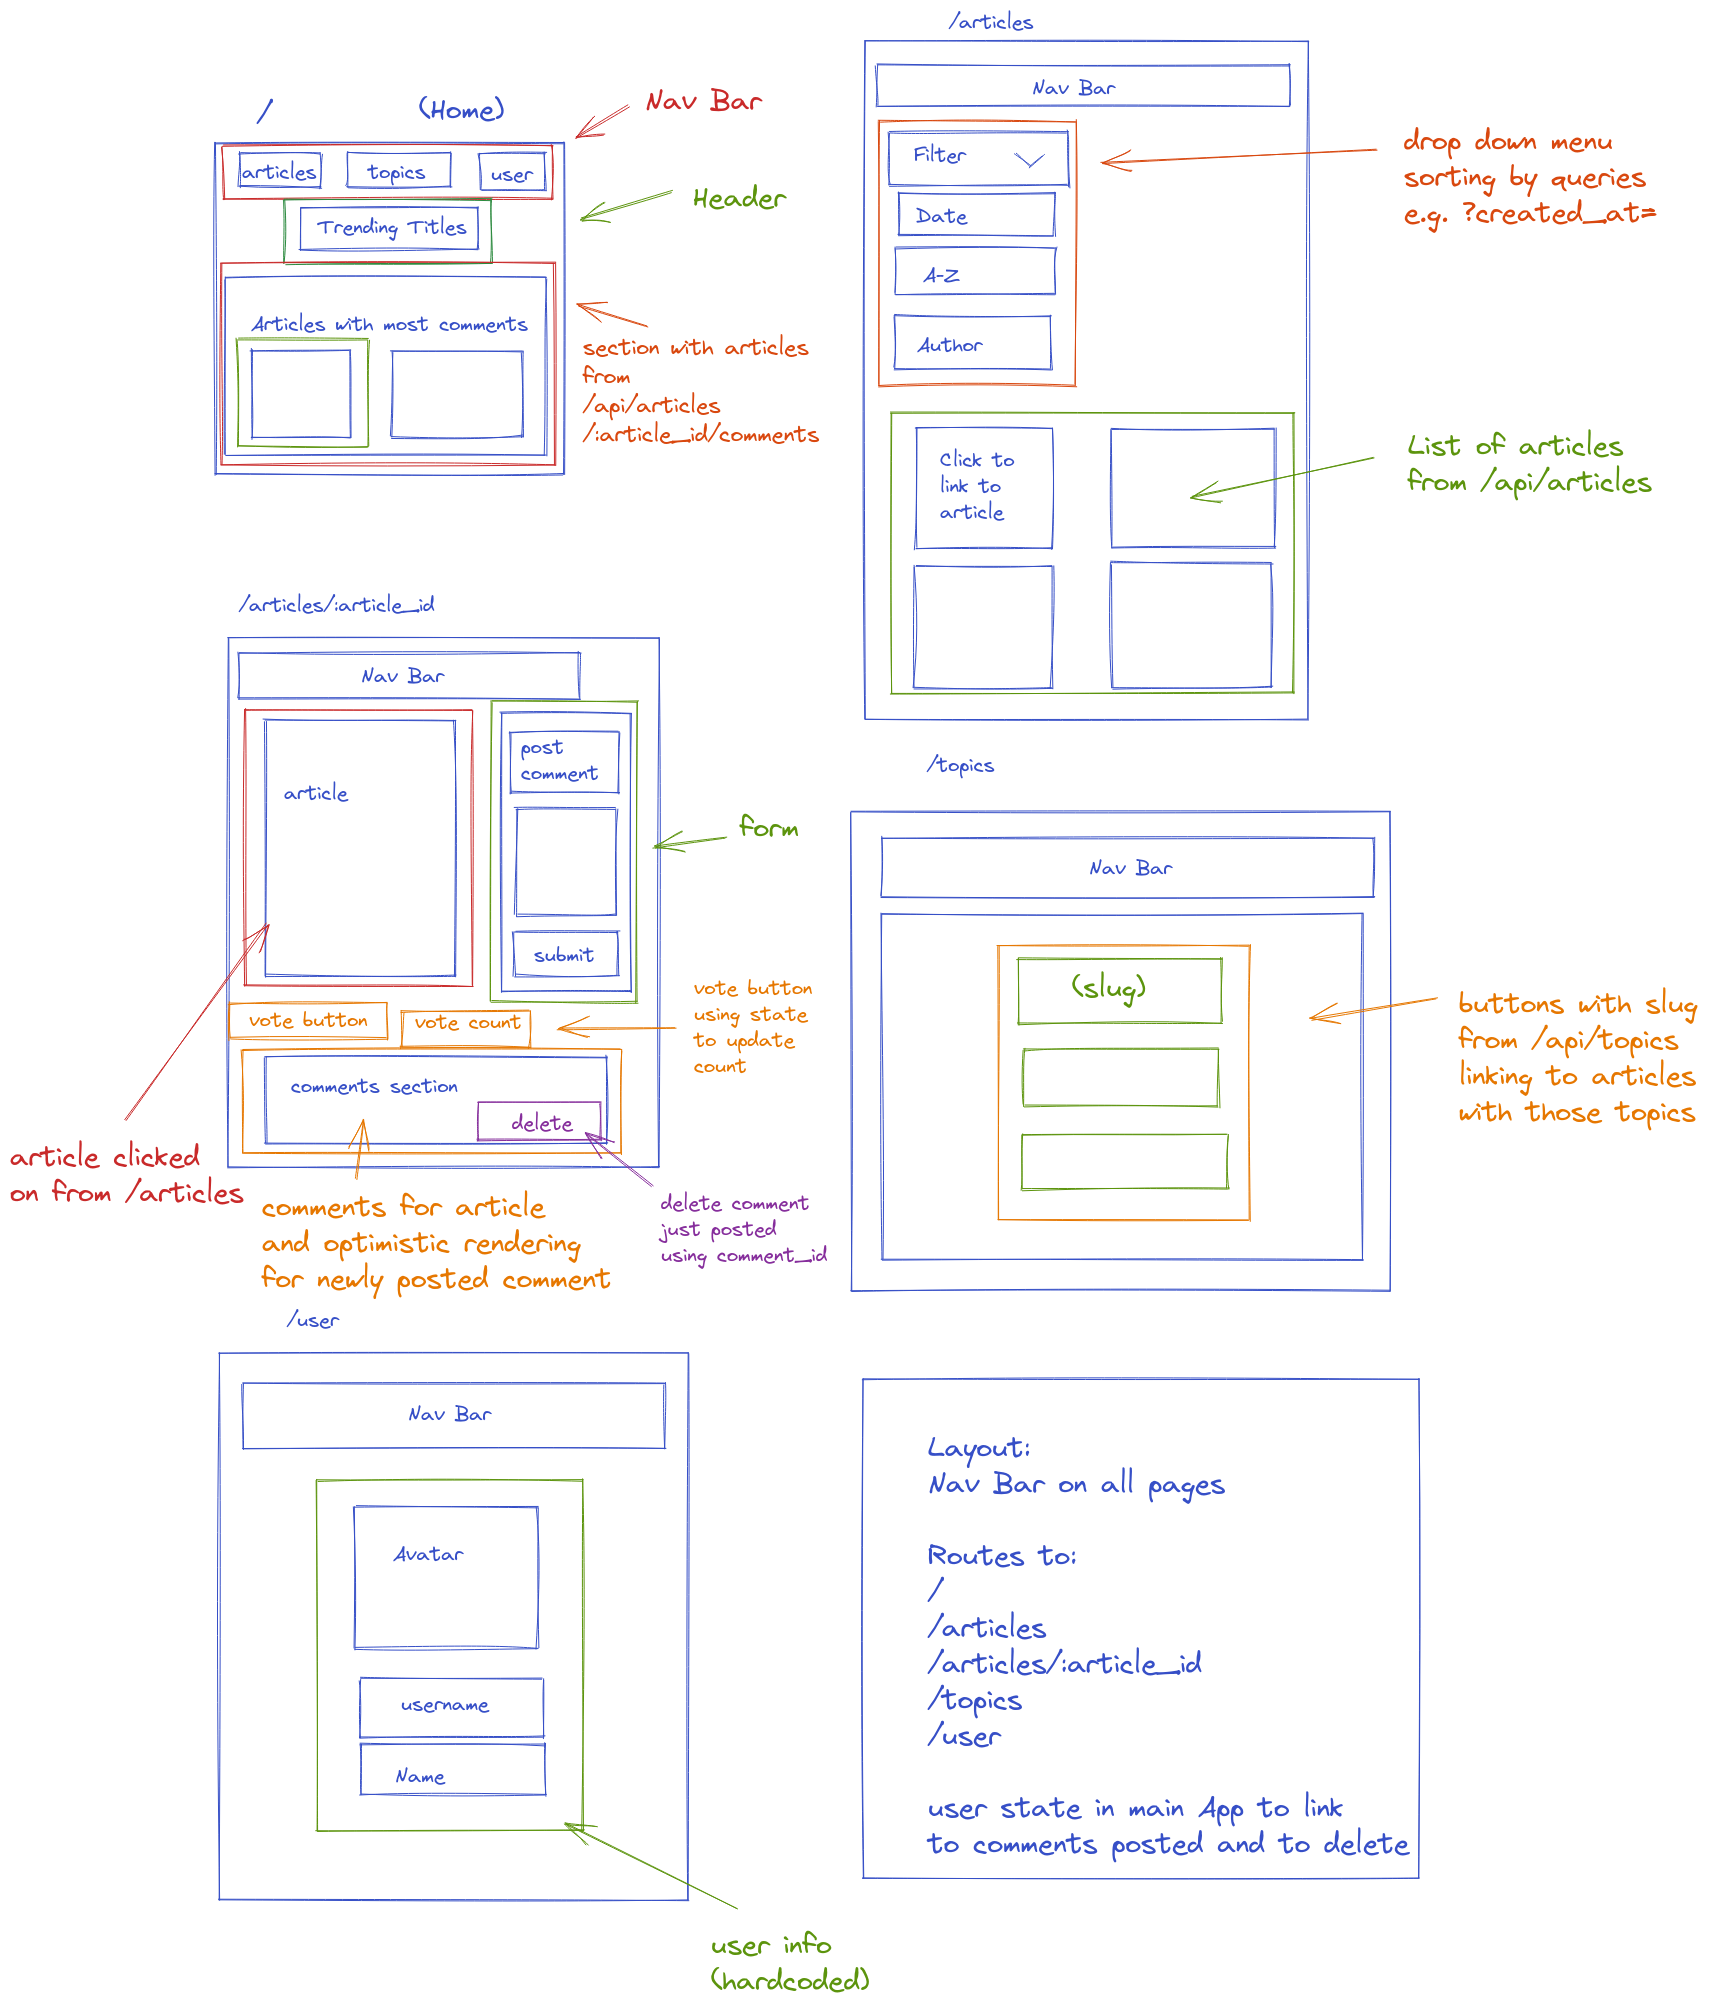 / (Home)
Nav Bar
articles topics user
Header
Trending Titles
Articles with most comments
section with articles
from
/api/articles
/:article_id/comments
/articles
Nav Bar
Filter
Date
A-Z
Author
drop down menu
sorting by queries
e.g. ?created_at=
Click to
link to
article
List of articles
from /api/articles
/articles/:article_id
Nav Bar
article
post
comment
submit
form
vote button
vote count
vote button
using state
to update
count
comments section
delete
article clicked
on from /articles
comments for article
and optimistic rendering
for newly posted comment
delete comment
just posted
using comment_id
/topics
Nav Bar
(slug)
buttons with slug
from /api/topics
linking to articles
with those topics
/user
Nav Bar
Avatar
username
Name
user info
(hardcoded)
Layout:
Nav Bar on all pages
Routes to:
/
/articles
/articles/:article_id
/topics
/user
user state in main App to link
to comments posted and to delete